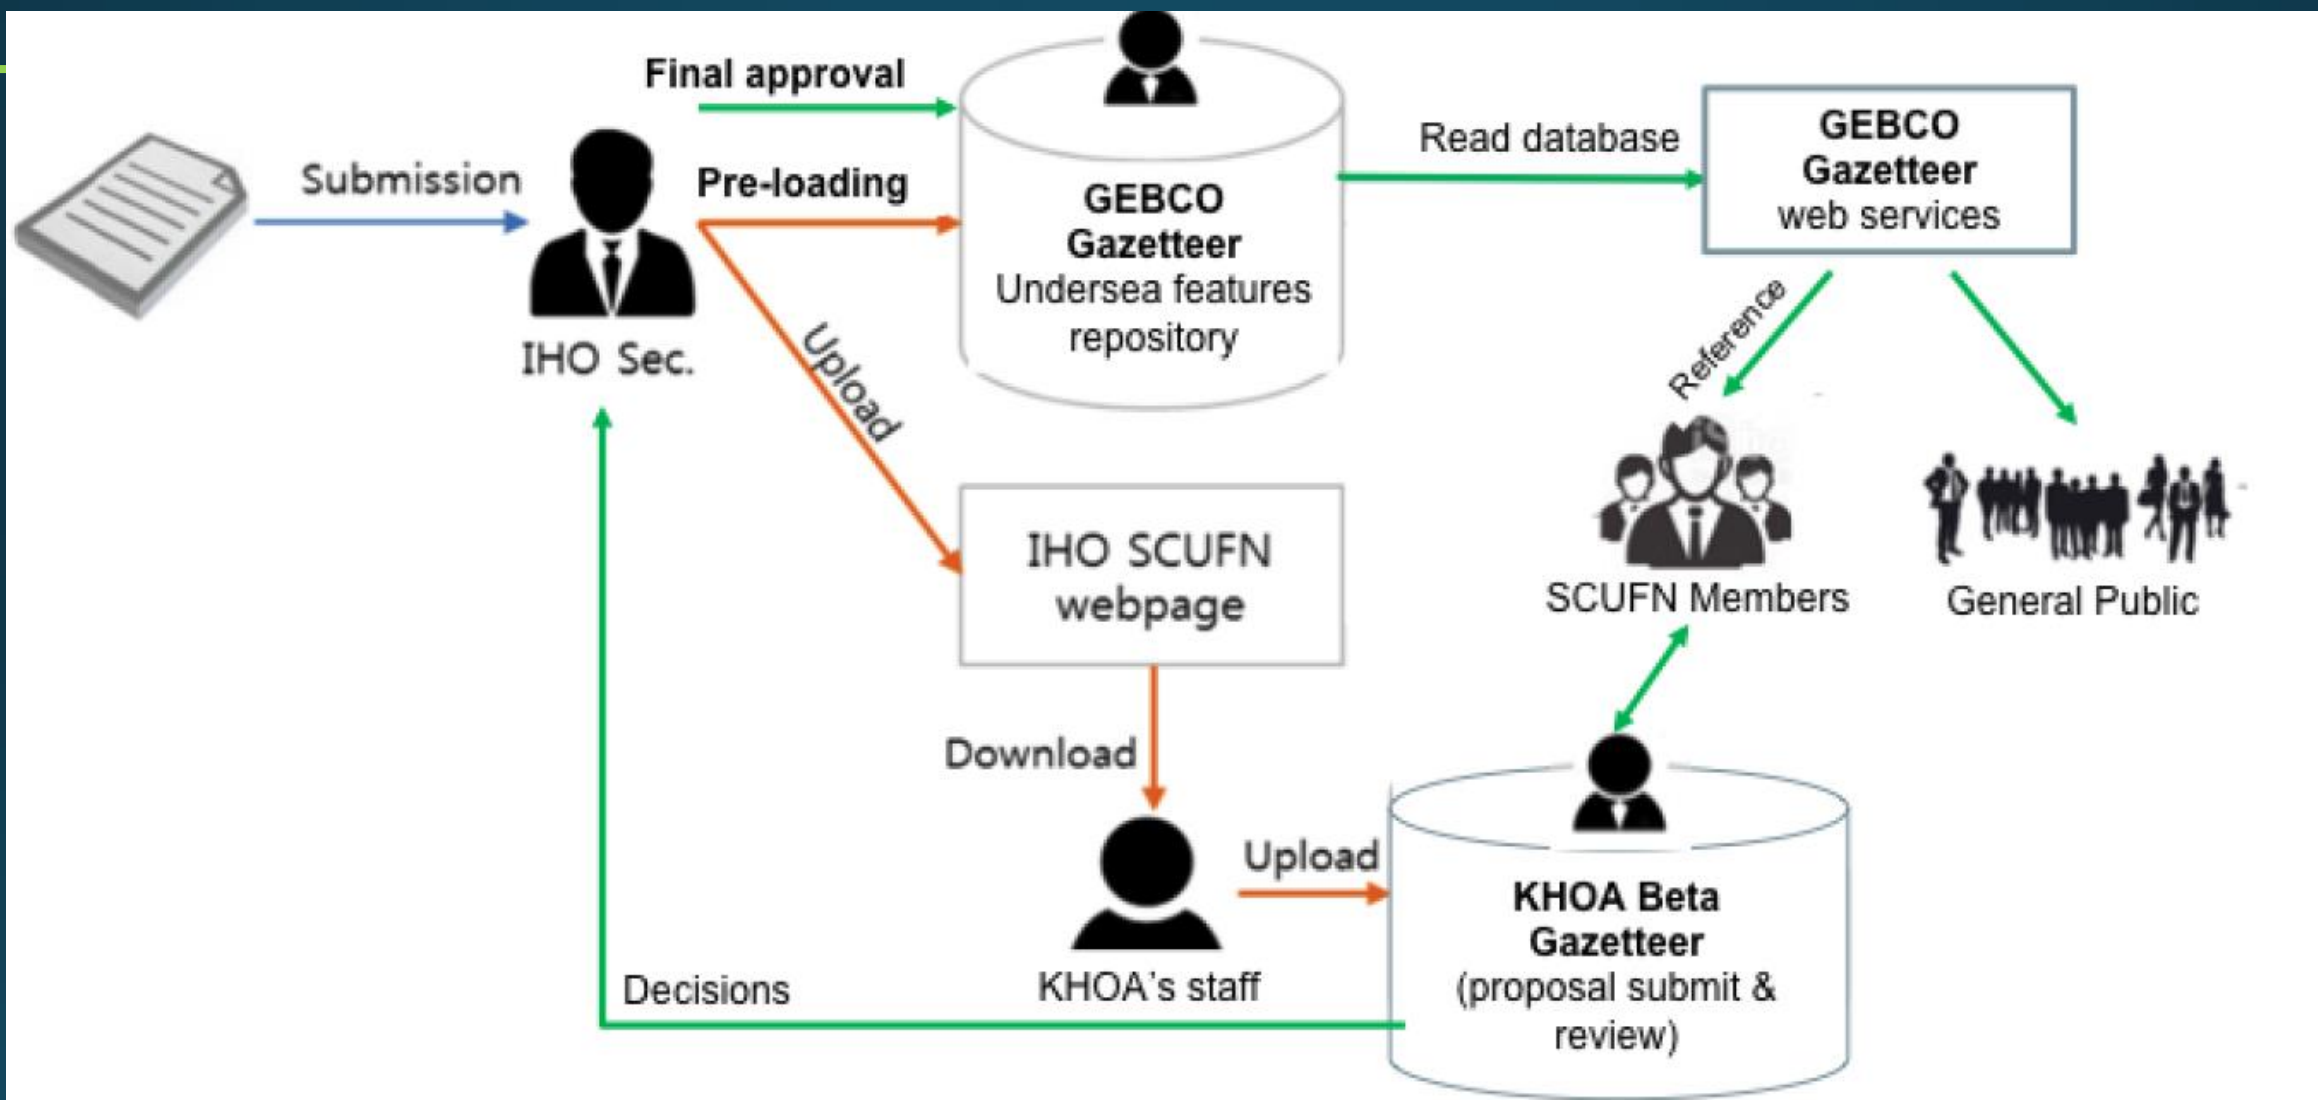 Final approval
Submission
Pre-loading
IHO Sec.
Upload
GEBCO
Gazetteer
Undersea features
repository
Read database
GEBCO
Gazetteer
web services
Reference
SCUFN Members
General Public
IHO SCUFN
webpage
Download
KHOA's staff
Upload
KHOA Beta
Gazetteer
(proposal submit &
review)
Decisions